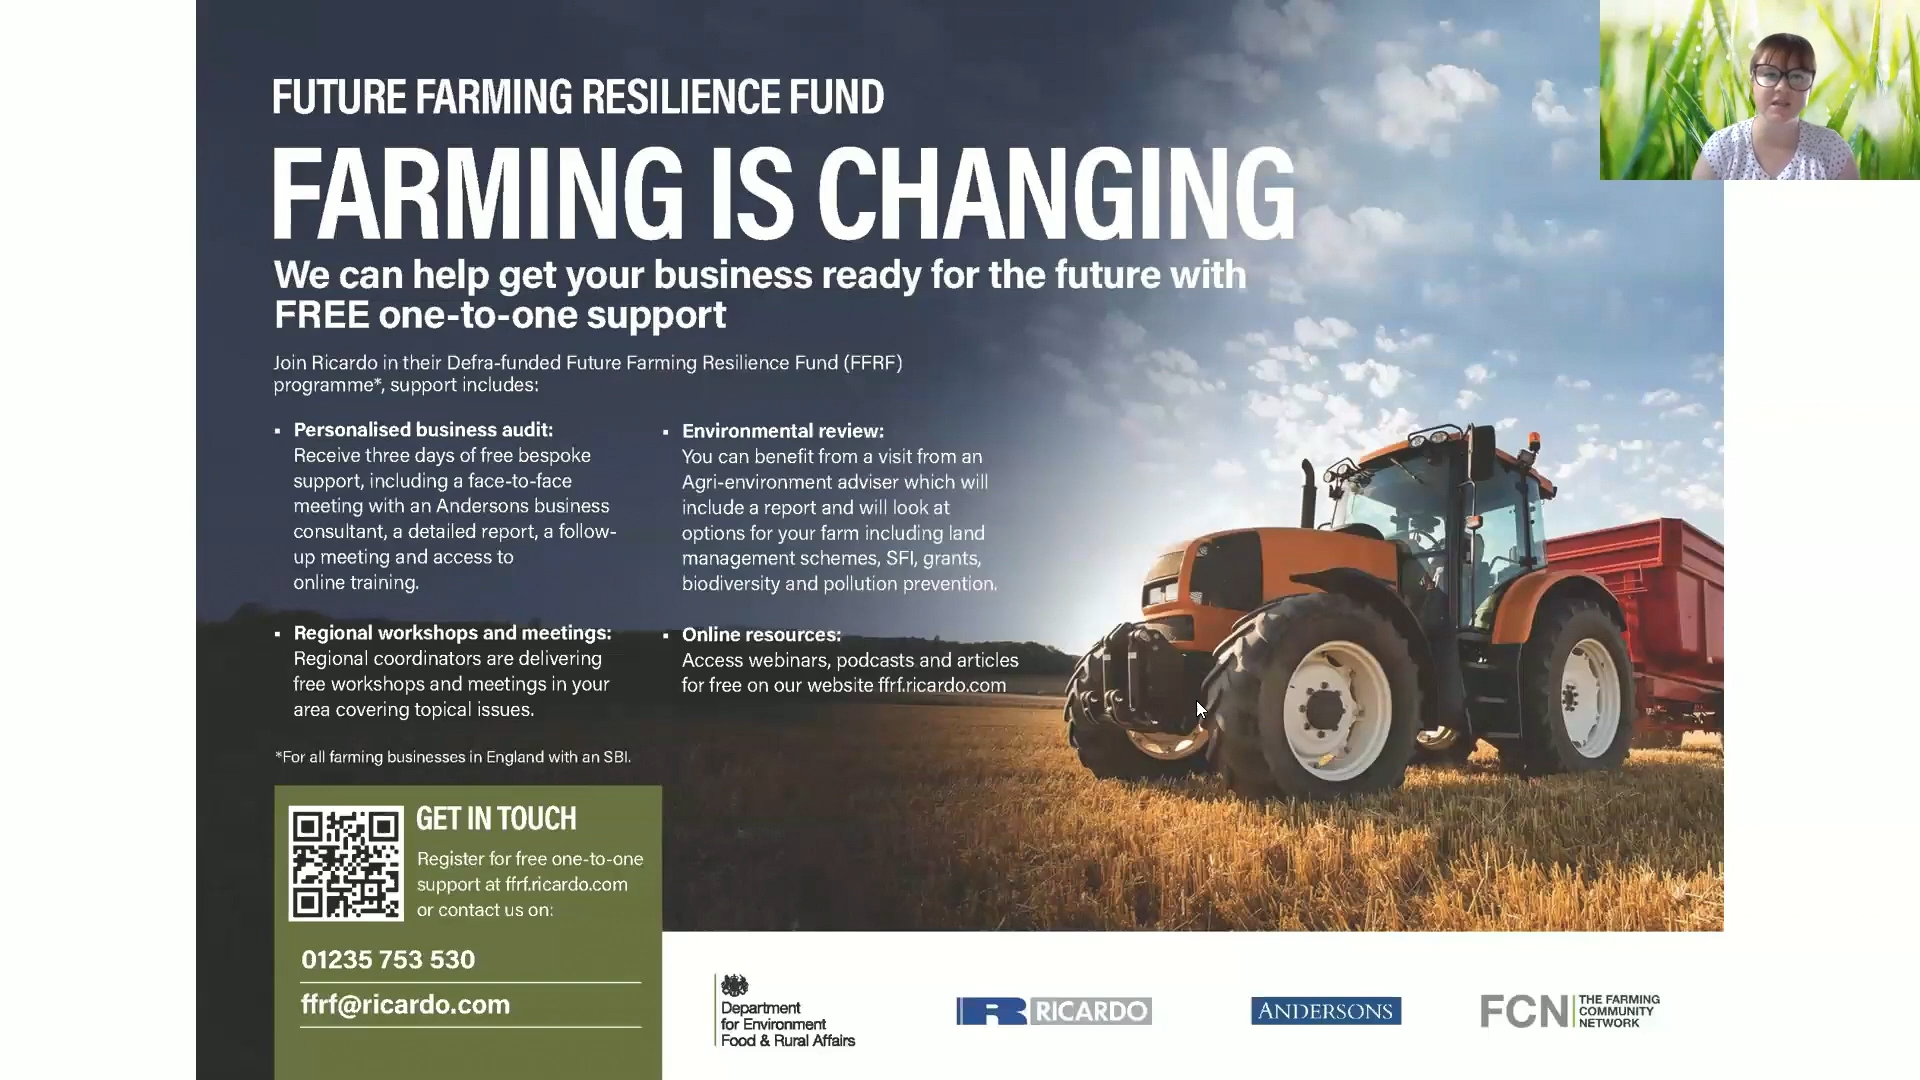 FUTURE FARMING RESILIENCE FUND
FARMING IS CHANGING
We can help get your business ready for the future with
FREE one-to-one support
Join Ricardo in their Defra-funded Future Farming Resilience Fund (FFRF)
programme*, support includes:
▪ Personalised business audit:
Receive three days of free bespoke
support, including a face-to-face
meeting with an Andersons business
consultant, a detailed report, a follow-
up meeting and access to
online training.
▪ Regional workshops and meetings:
Regional coordinators are delivering
free workshops and meetings in your
area covering topical issues.
▪ Environmental review:
You can benefit from a visit from an
Agri-environment adviser which will
include a report and will look at
options for your farm including land
management schemes, SFI, grants,
biodiversity and pollution prevention.
▪ Online resources:
Access webinars, podcasts and articles
for free on our website ffrf.ricardo.com
*For all farming businesses in England with an SBI.
GET IN TOUCH
Register for free one-to-one
support at ffrf.ricardo.com
or contact us on:
01235 753 530
ffrf@ricardo.com
Department
for Environment
Food & Rural Affairs
R RICARDO
ANDERSONS
FCN THE FARMING
COMMUNITY
NETWORK